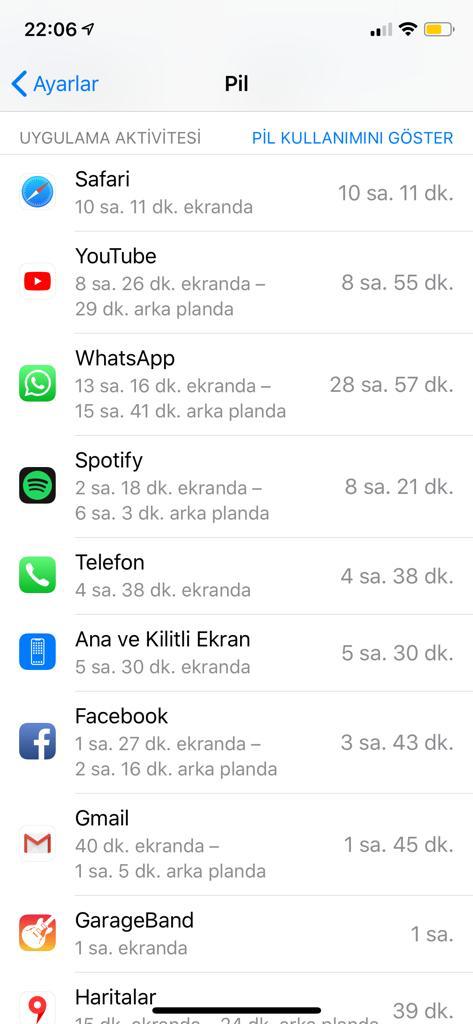 22:06
Ayarlar
Pil
UYGULAMA AKTİVİTESİ
PİL KULLANIMINI GÖSTER
Safari
10 sa. 11 dk. ekranda
10 sa. 11 dk.
YouTube
8 sa. 26 dk. ekranda –
29 dk. arka planda
8 sa. 55 dk.
WhatsApp
13 sa. 16 dk. ekranda –
15 sa. 41 dk. arka planda
28 sa. 57 dk.
Spotify
2 sa. 18 dk. ekranda –
6 sa. 3 dk. arka planda
8 sa. 21 dk.
Telefon
4 sa. 38 dk. ekranda
4 sa. 38 dk.
Ana ve Kilitli Ekran
5 sa. 30 dk. ekranda
5 sa. 30 dk.
Facebook
1 sa. 27 dk. ekranda –
2 sa. 16 dk. arka planda
3 sa. 43 dk.
Gmail
40 dk. ekranda –
1 sa. 5 dk. arka planda
1 sa. 45 dk.
GarageBand
1 sa. ekranda
1 sa.
Haritalar
15 dk. ekranda – 24 dk. arka planda
39 dk.